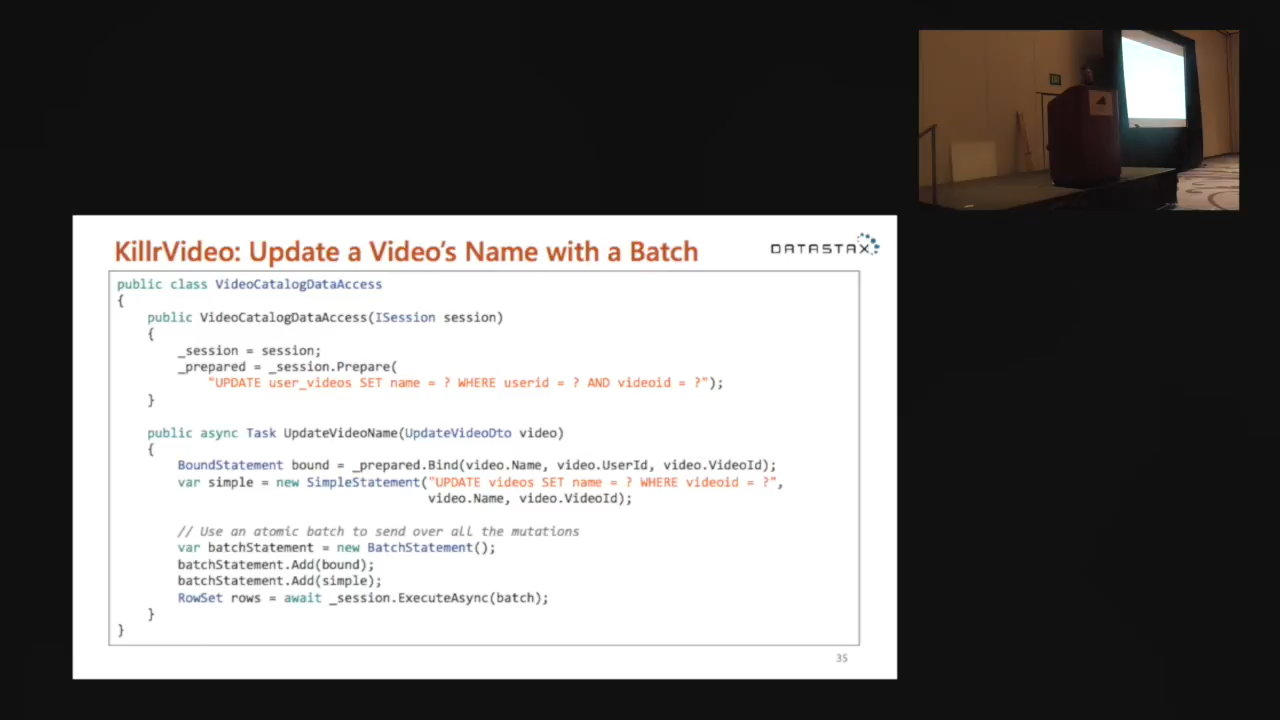 KillrVideo: Update a Video's Name with a Batch
DATASTAX
public class VideoCatalogDataAccess
{
    public VideoCatalogDataAccess(ISession session)
    {
        _session = session;
        _prepared = _session.Prepare(
            "UPDATE user_videos SET name = ? WHERE userid = ? AND videoid = ?");
    }
    public async Task UpdateVideoName(UpdateVideoDto video)
    {
        BoundStatement bound = _prepared.Bind(video.Name, video.UserId, video.VideoId);
        var simple = new SimpleStatement("UPDATE videos SET name = ? WHERE videoid = ?",
                                         video.Name, video.VideoId);
        // Use an atomic batch to send over all the mutations
        var batchStatement = new BatchStatement();
        batchStatement.Add(bound);
        batchStatement.Add(simple);
        RowSet rows = await _session.ExecuteAsync(batch);
    }
}
35